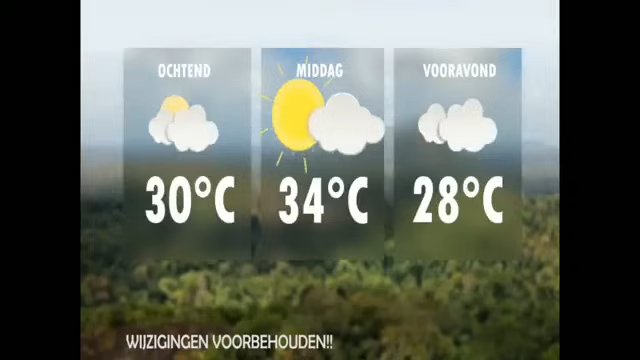 OCHTEND
MIDDAG
VOORAVOND
30°C
34°C
28°C
WIJZIGINGEN VOORBEHOUDEN!!